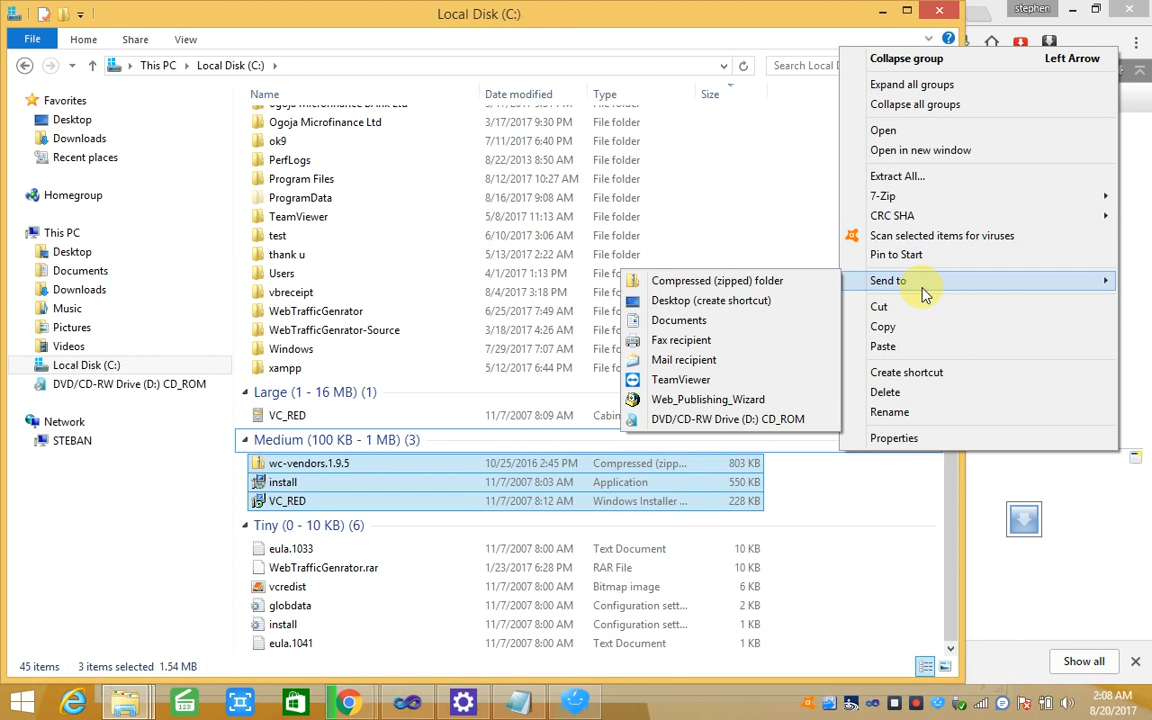 Local Disk (C:)
stephen
File
Home
Share
View
This PC
Local Disk (C:)
Search Local D
Favorites
Desktop
Downloads
Recent places
Homegroup
This PC
Desktop
Documents
Downloads
Music
Pictures
Videos
Local Disk (C:)
DVD/CD-RW Drive (D:) CD_ROM
Network
STEBAN
Name Date modified Type Size
Ogoja Microfinance Ltd 3/17/2017 9:30 PM File folder
ok9 7/11/2017 6:40 PM File folder
PerfLogs 8/22/2013 8:50 AM File folder
Program Files 8/12/2017 10:27 AM File folder
ProgramData 8/16/2017 9:08 AM File folder
TeamViewer 5/8/2017 11:13 AM File folder
test 6/10/2017 3:06 AM File folder
thank u 5/13/2017 2:38 AM File folder
Users 4/1/2017 1:13 PM File folder
vbreceipt 8/4/2017 3:18 PM
WebTrafficGenrator 6/25/2017 7:49 AM
WebTrafficGenrator-Source 3/18/2017 4:26 AM
Windows 7/29/2017 7:07 AM
xampp 5/12/2017 6:44 PM
Large (1 - 16 MB) (1)
VC_RED 11/7/2007 8:09 AM Cabin
Medium (100 KB - 1 MB) (3)
wc-vendors.1.9.5 10/25/2016 2:45 PM Compressed (zipp... 803 KB
install 11/7/2007 8:03 AM Application 550 KB
VC_RED 11/7/2007 8:12 AM Windows Installer ... 228 KB
Tiny (0 - 10 KB) (6)
eula.1033 11/7/2007 8:00 AM Text Document 10 KB
WebTrafficGenrator.rar 1/23/2017 6:28 PM RAR File 10 KB
vcredist 11/7/2007 8:00 AM Bitmap image 6 KB
globdata 11/7/2007 8:00 AM Configuration sett... 2 KB
install 11/7/2007 8:00 AM Configuration sett... 1 KB
eula.1041 11/7/2007 8:00 AM Text Document 1 KB
Collapse group Left Arrow
Expand all groups
Collapse all groups
Open
Open in new window
Extract All...
7-Zip
CRC SHA
Scan selected items for viruses
Pin to Start
Send to
Cut
Copy
Paste
Create shortcut
Delete
Rename
Properties
Compressed (zipped) folder
Desktop (create shortcut)
Documents
Fax recipient
Mail recipient
TeamViewer
Web_Publishing_Wizard
DVD/CD-RW Drive (D:) CD_ROM
45 items 3 items selected 1.54 MB
Show all
2:08 AM
8/20/2017